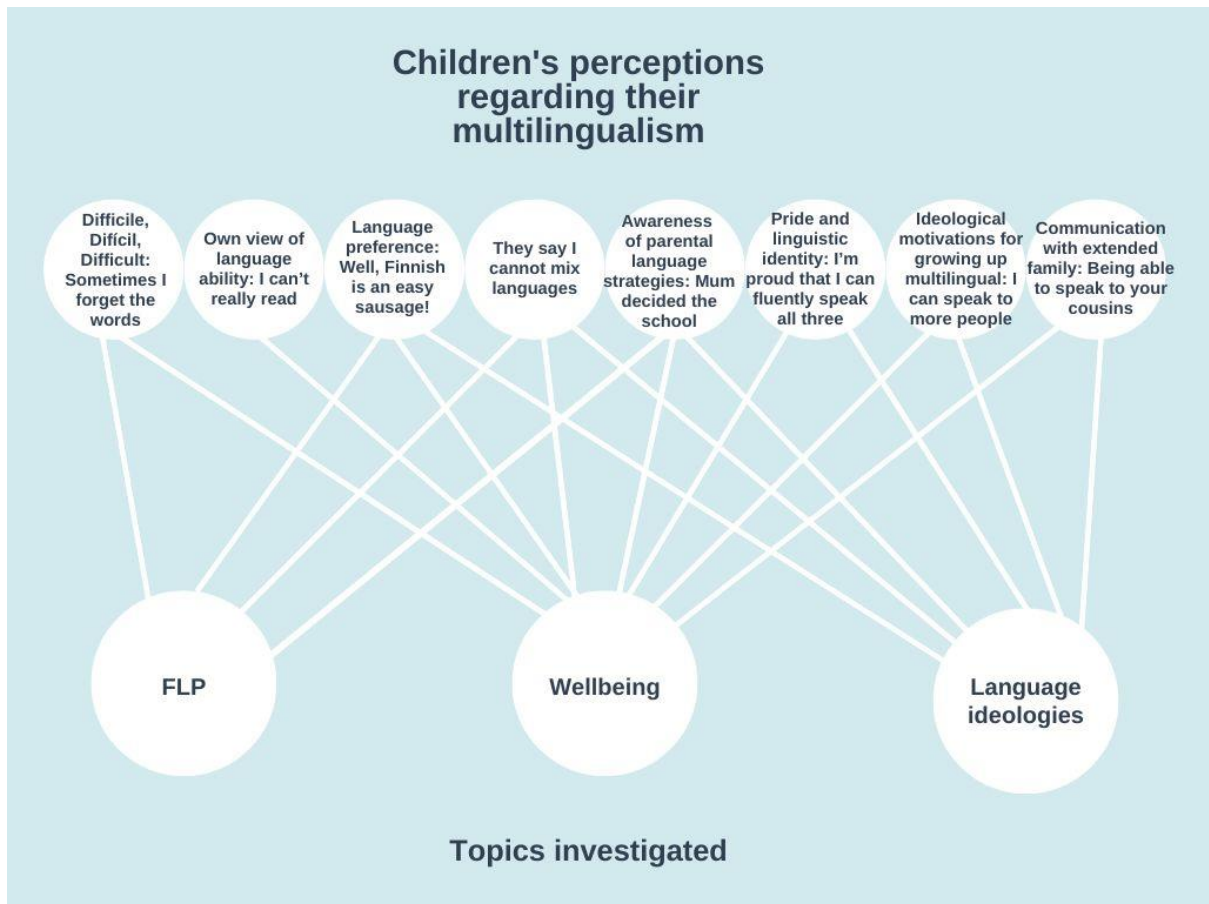 Children's perceptions
regarding their
multilingualism
Difficile,
Difícil,
Difficult:
Sometimes I
forget the
words
Own view of
language
ability: I can’t
really read
Language
preference:
Well, Finnish
is an easy
sausage!
They say I
cannot mix
languages
Awareness
of parental
language
strategies: Mum
decided the
school
Pride and
linguistic
identity: I’m
proud that I can
fluently speak
all three
Ideological
motivations for
growing up
multilingual: I
can speak to
more people
Communication
with extended
family: Being able
to speak to your
cousins
FLP
Wellbeing
Language
ideologies
Topics investigated